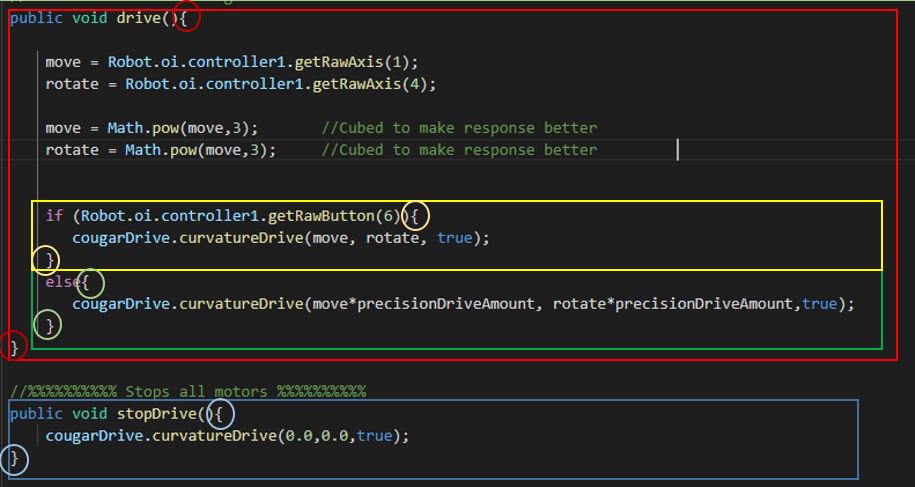 public void drive(){
move = Robot.oi.controller1.getRawAxis(1);
rotate = Robot.oi.controller1.getRawAxis(4);
move = Math.pow(move,3);       //Cubed to make response better
rotate = Math.pow(move,3);     //Cubed to make response better
if (Robot.oi.controller1.getRawButton(6)){
cougarDrive.curvatureDrive(move, rotate, true);
}
else{
cougarDrive.curvatureDrive(move*precisionDriveAmount, rotate*precisionDriveAmount,true);
}
}
//%%%%%%%%%% Stops all motors %%%%%%%%%%
public void stopDrive(){
cougarDrive.curvatureDrive(0.0,0.0,true);
}